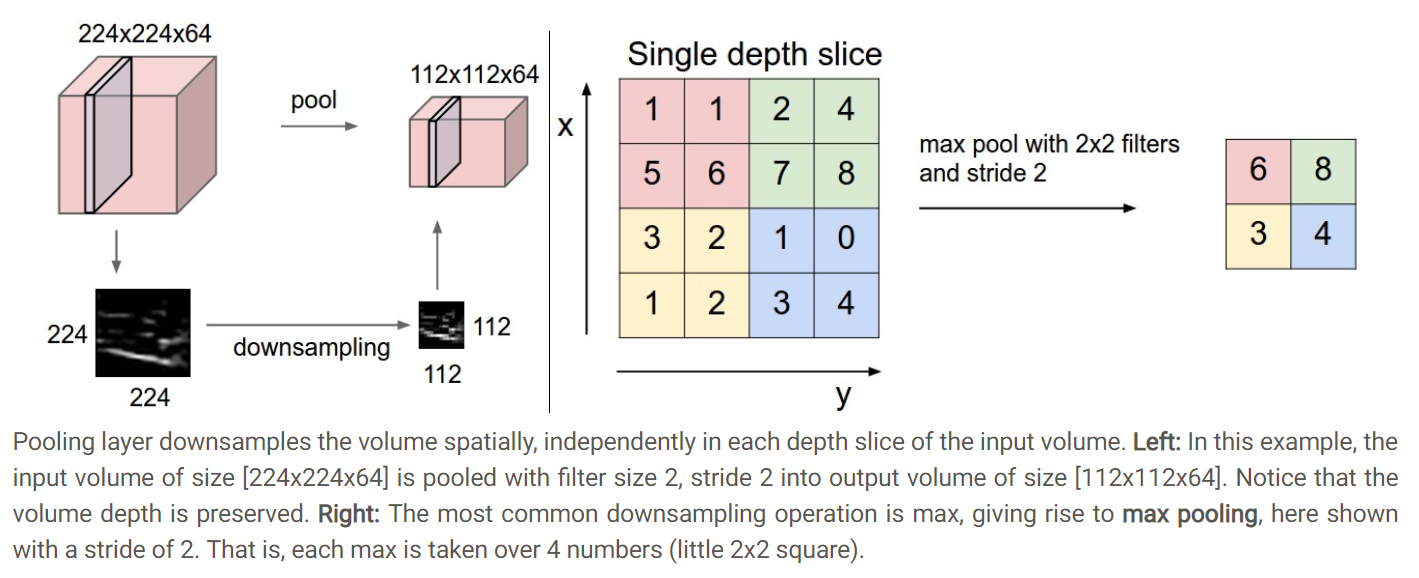 224x224x64
pool
112x112x64
224
224
downsampling
112
112
Single depth slice
x
1 1 2 4
5 6 7 8
3 2 1 0
1 2 3 4
y
max pool with 2x2 filters
and stride 2
6 8
3 4
Pooling layer downsamples the volume spatially, independently in each depth slice of the input volume. Left: In this example, the
input volume of size [224x224x64] is pooled with filter size 2, stride 2 into output volume of size [112x112x64]. Notice that the
volume depth is preserved. Right: The most common downsampling operation is max, giving rise to max pooling, here shown
with a stride of 2. That is, each max is taken over 4 numbers (little 2x2 square).